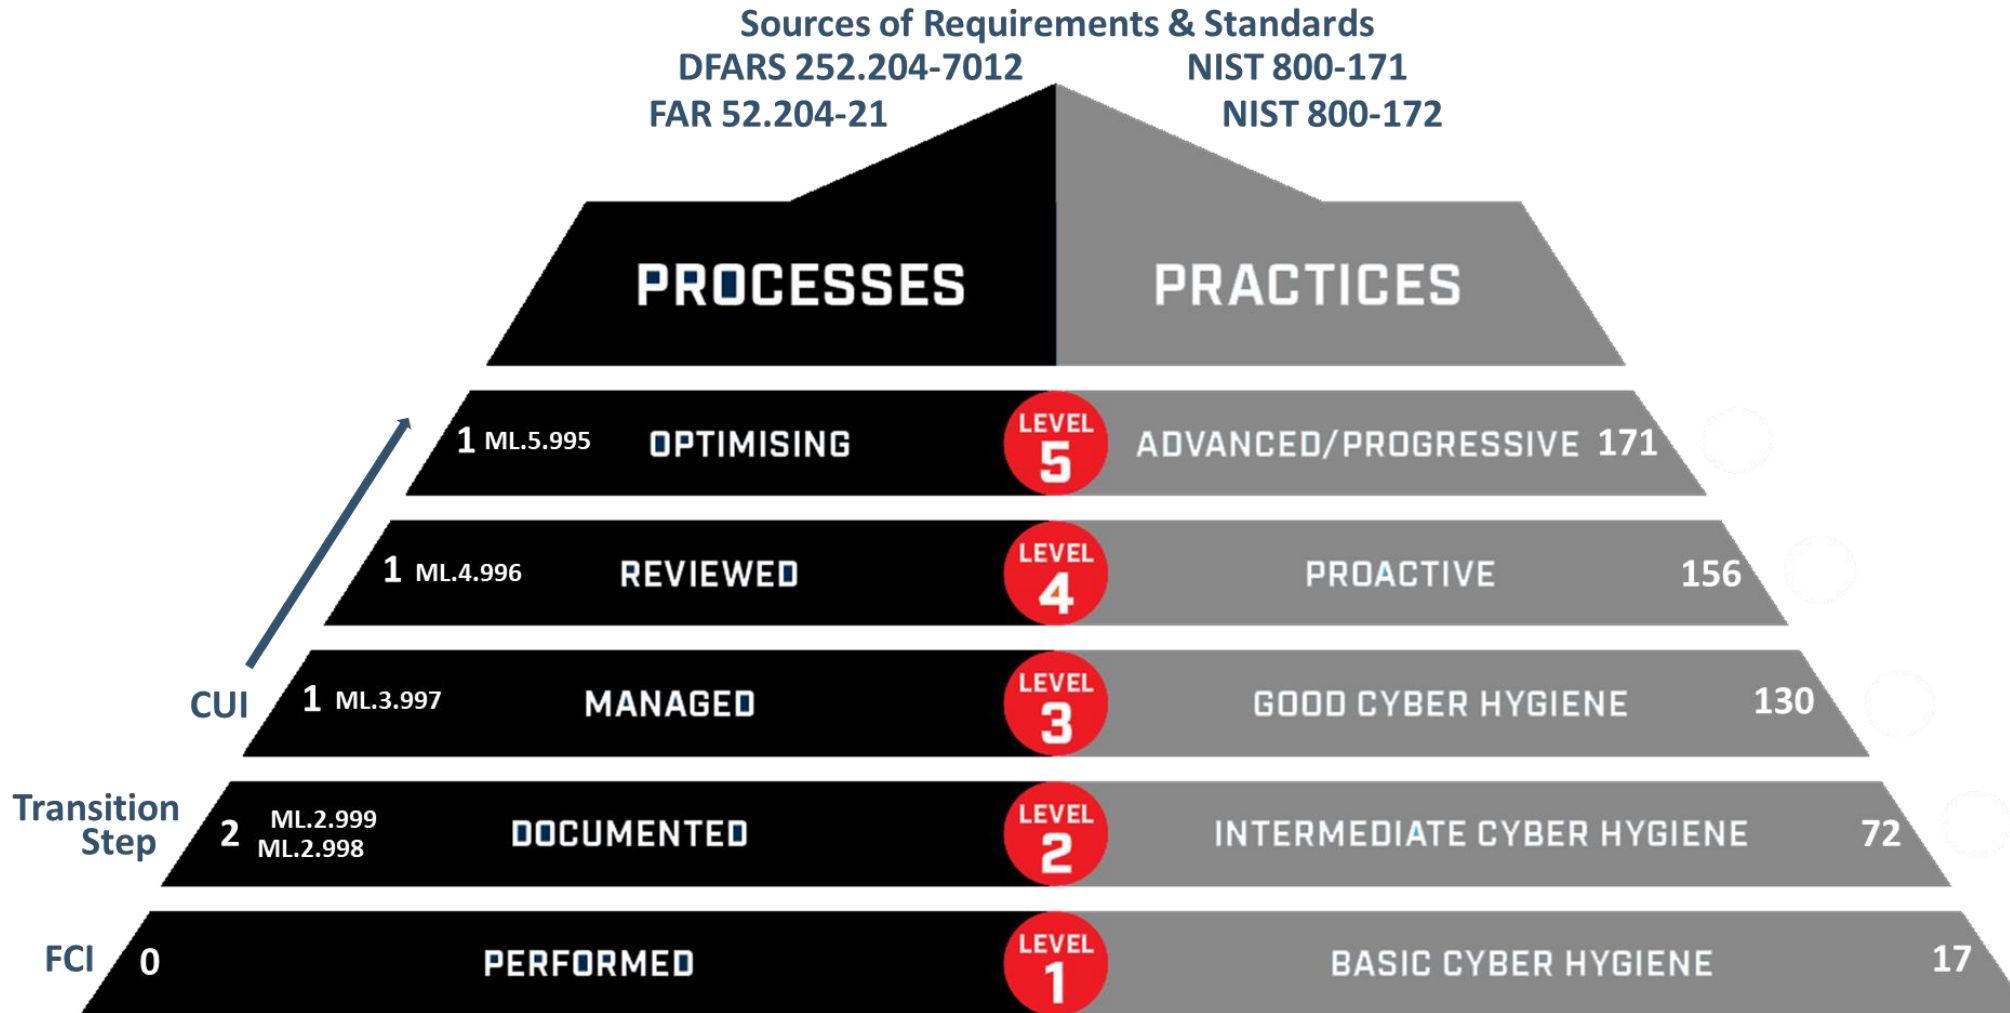 Sources of Requirements & Standards
DFARS 252.204-7012 NIST 800-171
FAR 52.204-21 NIST 800-172
PROCESSES PRACTICES
1 ML.5.995 OPTIMISING LEVEL 5 ADVANCED/PROGRESSIVE 171
1 ML.4.996 REVIEWED LEVEL 4 PROACTIVE 156
CUI 1 ML.3.997 MANAGED LEVEL 3 GOOD CYBER HYGIENE 130
Transition
Step
2 ML.2.999
ML.2.998
DOCUMENTED LEVEL 2 INTERMEDIATE CYBER HYGIENE 72
FCI 0 PERFORMED LEVEL 1 BASIC CYBER HYGIENE 17